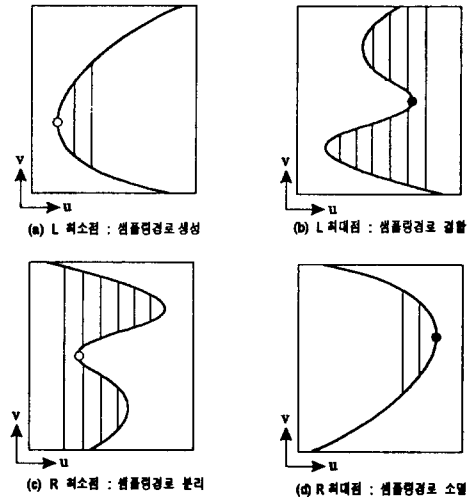 v
u
(a) L 최소점 : 샘플링경로 생성
v
u
(b) L 최대점 : 샘플링경로 결합
v
u
(c) R 최소점 : 샘플링경로 분리
v
u
(d) R 최대점 : 샘플링경로 소멸